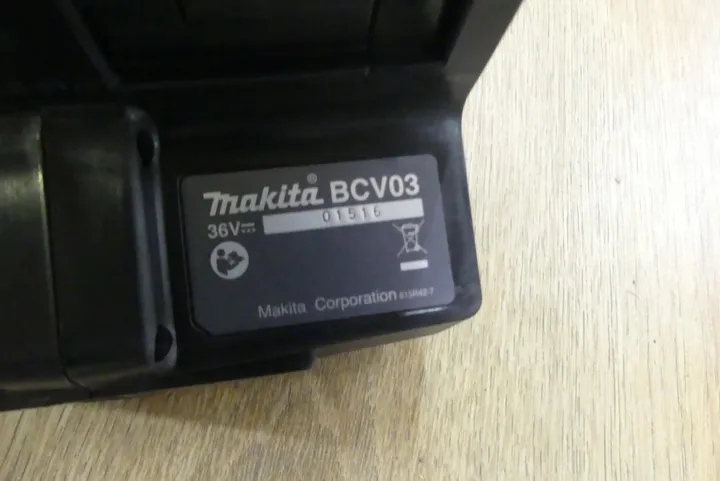 makita® BCV03
01516
36V⎓
Makita Corporation